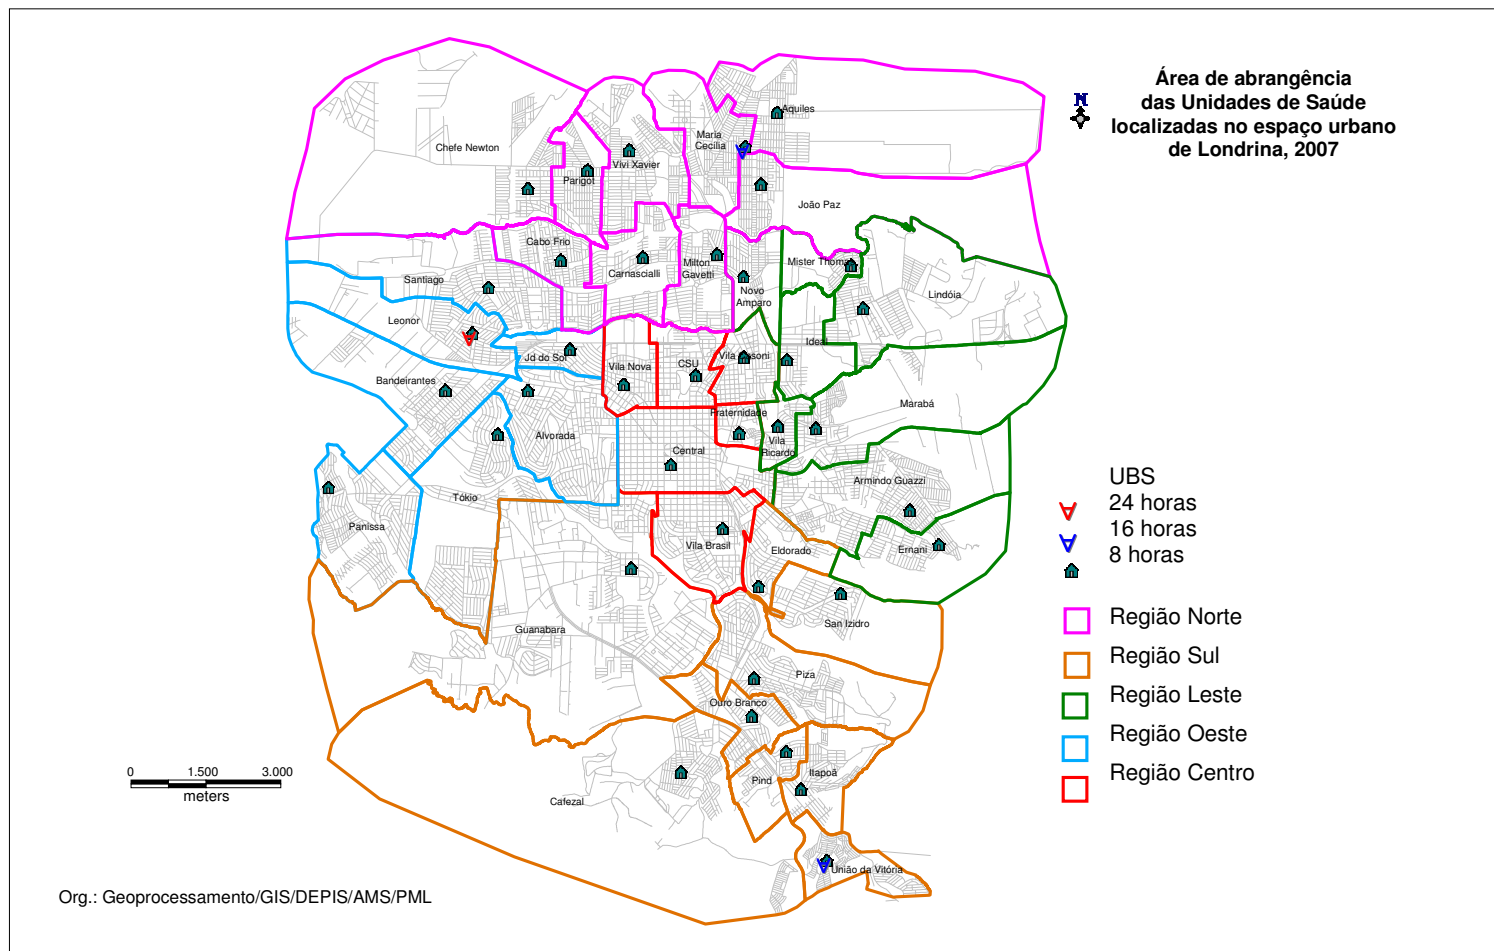 Área de abrangência
das Unidades de Saúde
localizadas no espaço urbano
de Londrina, 2007
N
Aquiles
Maria
Cecília
Chefe Newton
Vivi Xavier
Parigot
João Paz
Cabo Frio
Mister Thomas
Milton
Gavetti
Carnascialli
Santiago
Novo
Amparo
Lindóia
Leonor
Ideal
Jd do Sol
Vila Nova
CSU
Bandeirantes
Marabá
Fraternidade
Alvorada
Vila
Ricardo
Central
Armindo Guazzi
Tókio
Panissa
Vila Brasil
Eldorado
Ernani
San Izidro
Guanabara
Piza
Ouro Branco
Pind
Itapoã
Cafezal
União da Vitória
UBS
24 horas
16 horas
8 horas
Região Norte
Região Sul
Região Leste
Região Oeste
Região Centro
0 1.500 3.000
meters
Org.: Geoprocessamento/GIS/DEPIS/AMS/PML